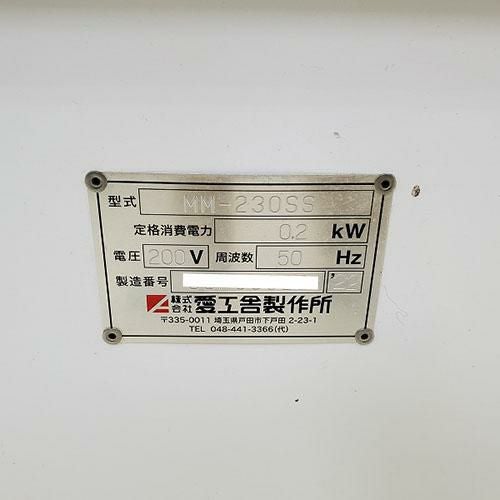 型式 MM-230SS
定格消費電力 0.2 kW
電圧 200 V 周波数 50 Hz
製造番号 '22
株式会社 愛工舎製作所
〒335-0011 埼玉県戸田市下戸田 2-23-1
TEL 048-441-3366(代)